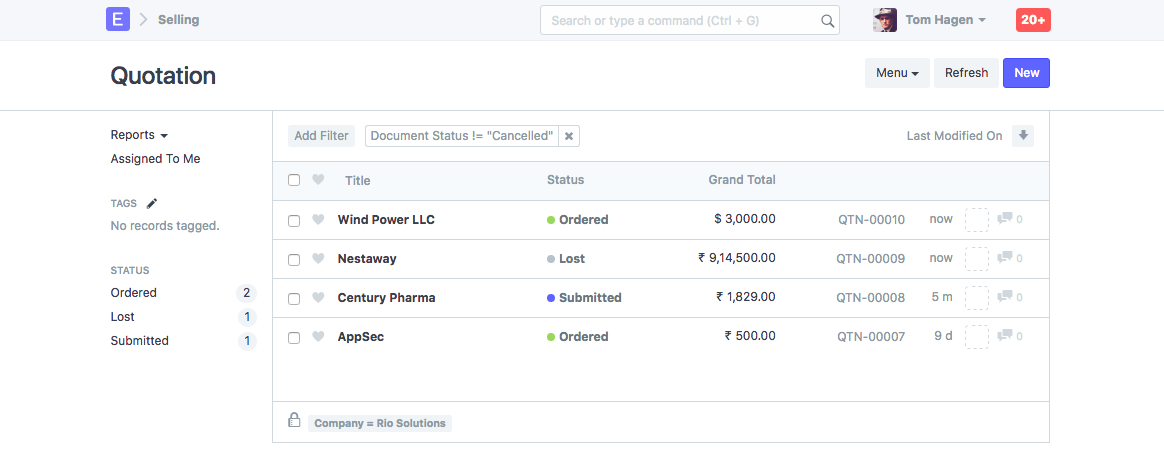 E Selling Search or type a command (Ctrl + G) Tom Hagen 20+
Quotation Menu Refresh New
Reports
Assigned To Me
TAGS
No records tagged.
STATUS
Ordered 2
Lost 1
Submitted 1
Add Filter Document Status != "Cancelled" Last Modified On
Title Status Grand Total
Wind Power LLC Ordered $ 3,000.00 QTN-00010 now 0
Nestaway Lost ₹ 9,14,500.00 QTN-00009 now 0
Century Pharma Submitted ₹ 1,829.00 QTN-00008 5 m 0
AppSec Ordered ₹ 500.00 QTN-00007 9 d 0
Company = Rio Solutions